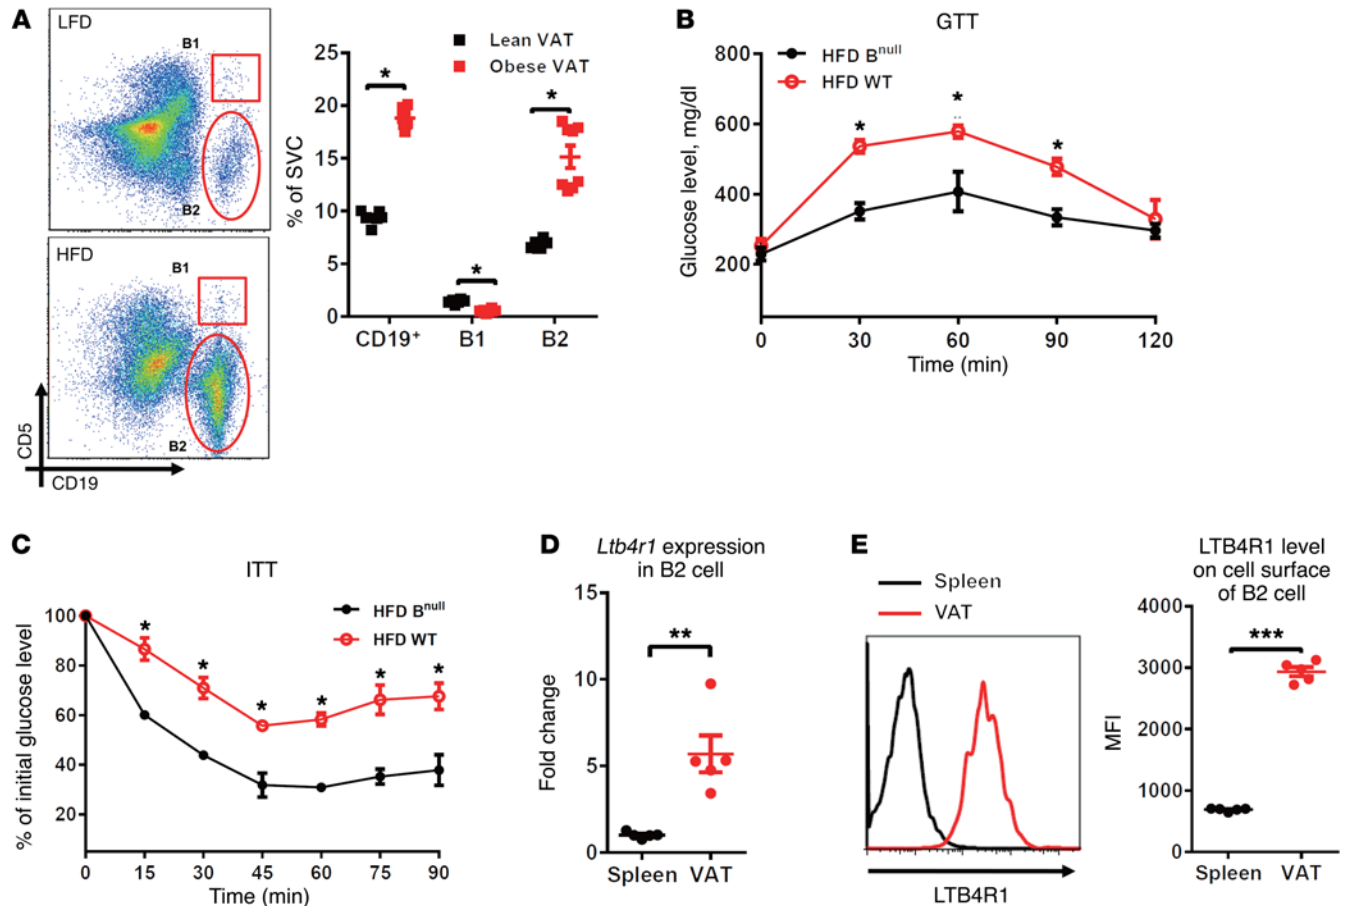 A
LFD
B1
B2
HFD
B1
B2
CD5
CD19
Lean VAT
Obese VAT
% of SVC
25
20
15
10
5
0
*
*
*
CD19+
B1
B2
B
GTT
HFD Bnull
HFD WT
Glucose level, mg/dl
800
600
400
200
*
*
*
0 30 60 90 120
Time (min)
C
ITT
HFD Bnull
HFD WT
% of initial glucose level
100
80
60
40
20
* * * * * *
0 15 30 45 60 75 90
Time (min)
D
Ltb4r1 expression
in B2 cell
Fold change
15
10
5
0
**
Spleen VAT
E
Spleen
VAT
LTB4R1
LTB4R1 level
on cell surface
of B2 cell
MFI
4000
3000
2000
1000
0
***
Spleen VAT